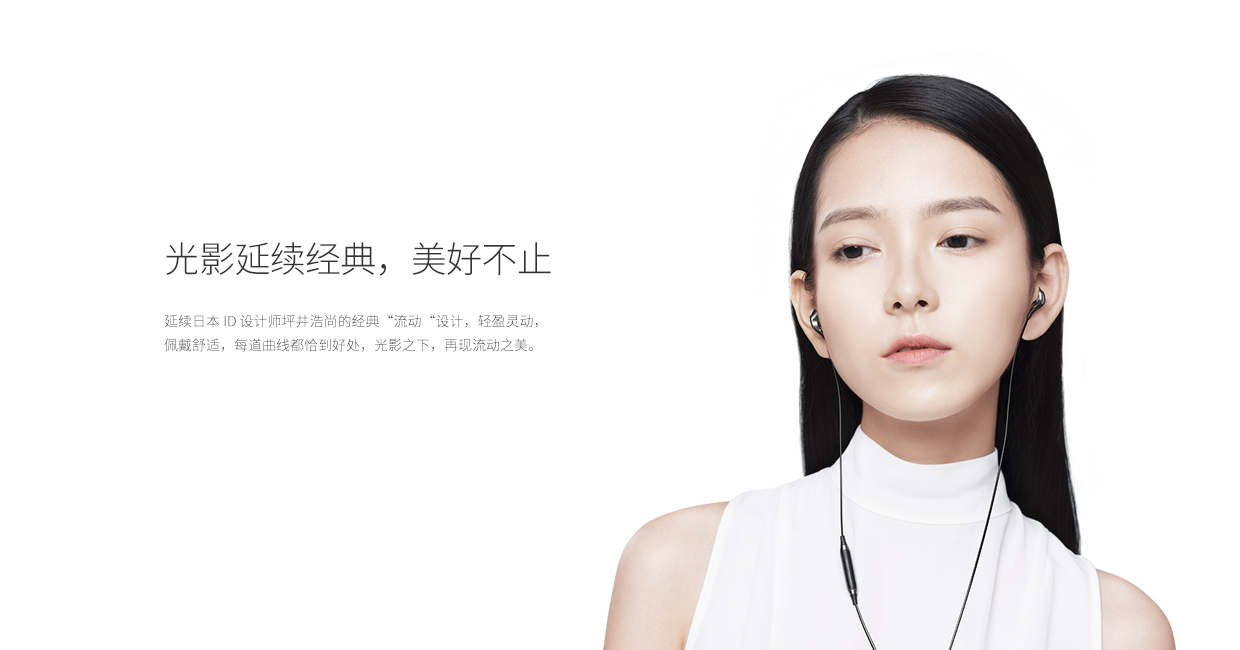 光影延续经典，美好不止
延续日本 ID 设计师坪井浩尚的经典“流动“设计，轻盈灵动，
佩戴舒适，每道曲线都恰到好处，光影之下，再现流动之美。